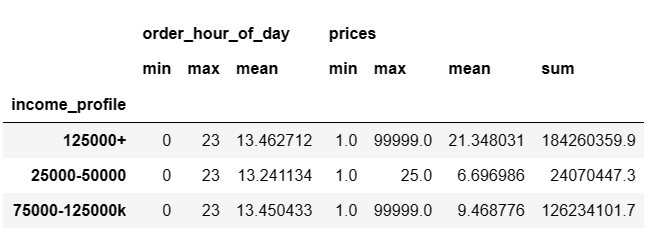 order_hour_of_day prices
min max mean min max mean sum
income_profile
125000+ 0 23 13.462712 1.0 99999.0 21.348031 184260359.9
25000-50000 0 23 13.241134 1.0 25.0 6.696986 24070447.3
75000-125000k 0 23 13.450433 1.0 99999.0 9.468776 126234101.7